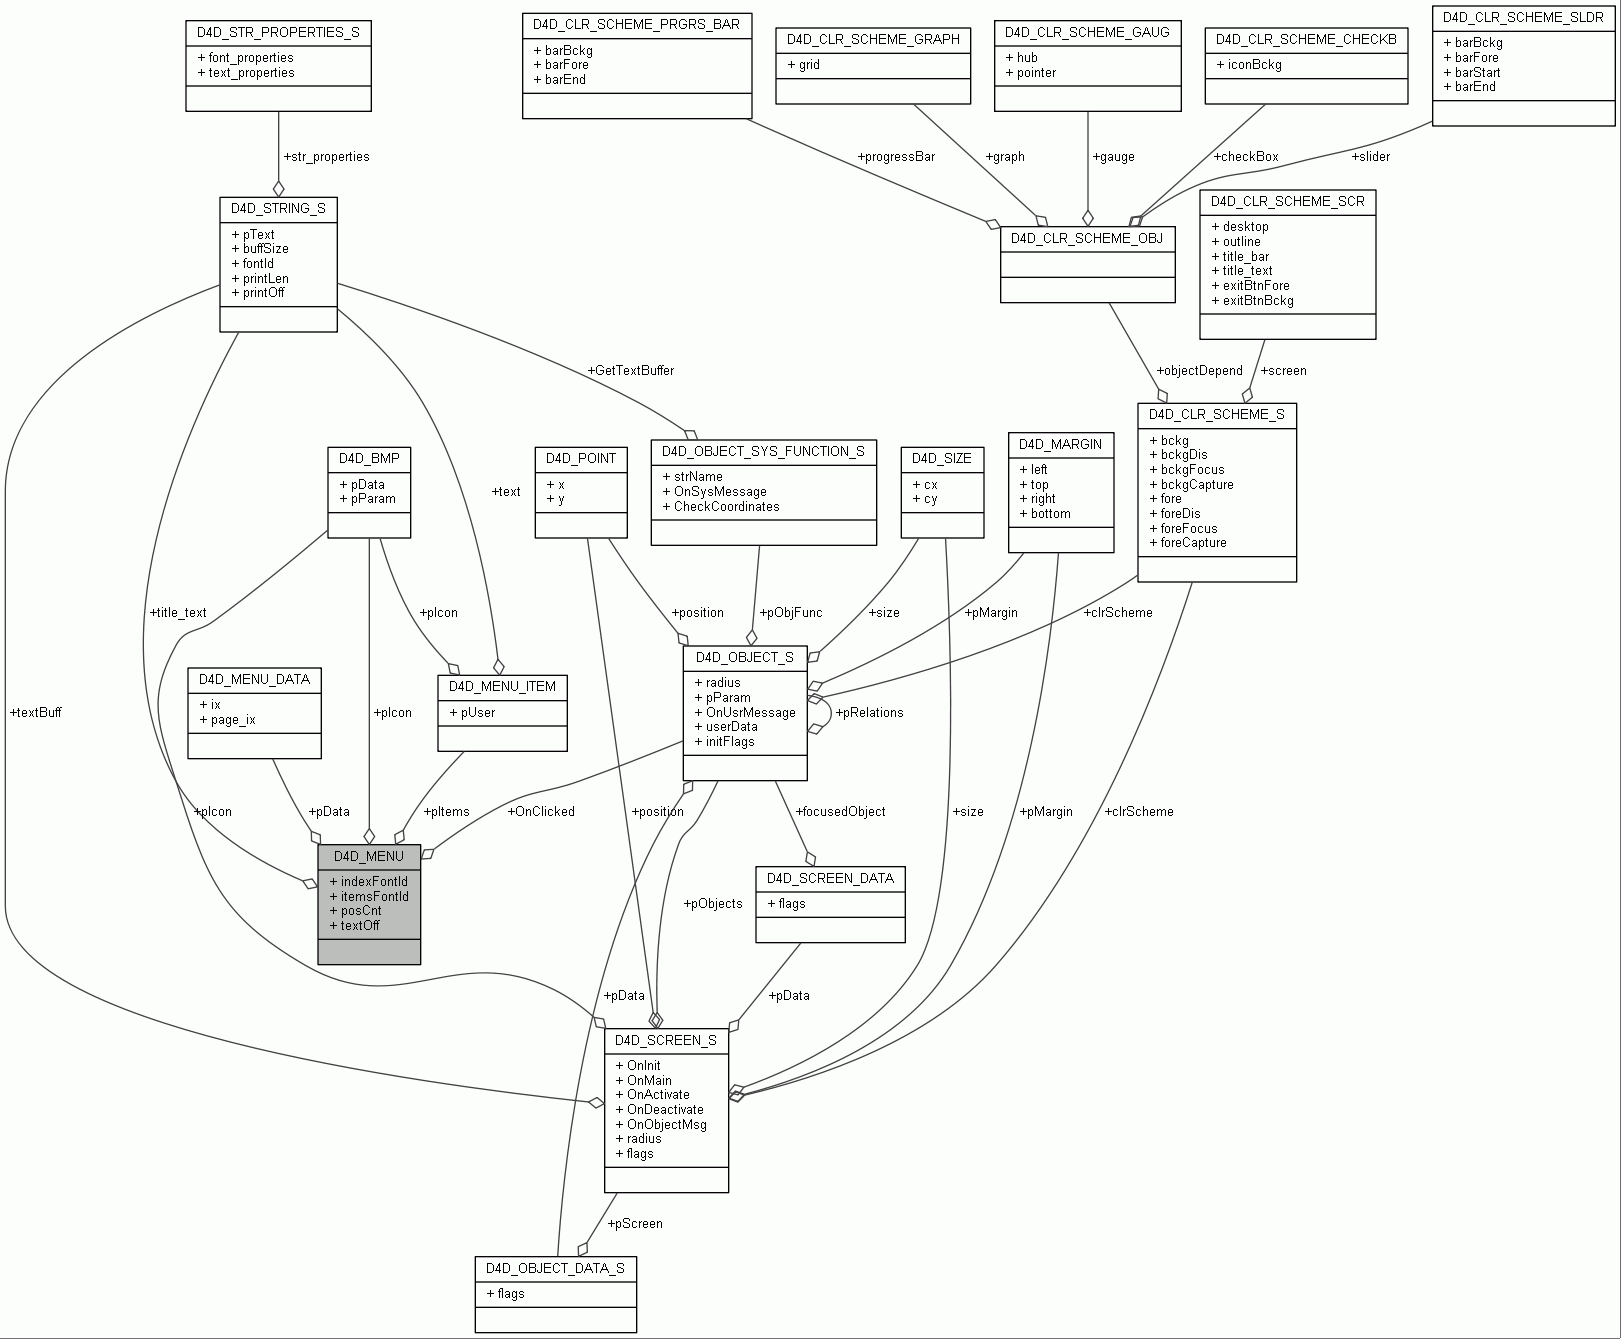 D4D_STR_PROPERTIES_S
+ font_properties
+ text_properties
D4D_CLR_SCHEME_PRGRS_BAR
+ barBckg
+ barFore
+ barEnd
D4D_CLR_SCHEME_GRAPH
+ grid
D4D_CLR_SCHEME_GAUG
+ hub
+ pointer
D4D_CLR_SCHEME_CHECKB
+ iconBckg
D4D_CLR_SCHEME_SLDR
+ barBckg
+ barFore
+ barStart
+ barEnd
+str_properties
+progressBar
+graph
+gauge
+checkBox
+slider
D4D_STRING_S
+ pText
+ buffSize
+ fontId
+ printLen
+ printOff
D4D_CLR_SCHEME_OBJ
D4D_CLR_SCHEME_SCR
+ desktop
+ outline
+ title_bar
+ title_text
+ exitBtnFore
+ exitBtnBckg
+GetTextBuffer
+objectDepend
+screen
D4D_BMP
+ pData
+ pParam
+text
D4D_POINT
+ x
+ y
D4D_OBJECT_SYS_FUNCTION_S
+ strName
+ OnSysMessage
+ CheckCoordinates
D4D_SIZE
+ cx
+ cy
D4D_MARGIN
+ left
+ top
+ right
+ bottom
D4D_CLR_SCHEME_S
+ bckg
+ bckgDis
+ bckgFocus
+ bckgCapture
+ fore
+ foreDis
+ foreFocus
+ foreCapture
+title_text
+pIcon
+position
+pObjFunc
+size
+pMargin
+clrScheme
+textBuff
D4D_MENU_DATA
+ ix
+ page_ix
+pIcon
D4D_MENU_ITEM
+ pUser
D4D_OBJECT_S
+ radius
+ pParam
+ OnUsrMessage
+ userData
+ initFlags
+pRelations
+pIcon
+pData
+pItems
+OnClicked
+position
+focusedObject
+size
+pMargin
+clrScheme
D4D_MENU
+ indexFontId
+ itemsFontId
+ posCnt
+ textOff
+pObjects
D4D_SCREEN_DATA
+ flags
+pData
+pData
D4D_SCREEN_S
+ OnInit
+ OnMain
+ OnActivate
+ OnDeactivate
+ OnObjectMsg
+ radius
+ flags
+pScreen
D4D_OBJECT_DATA_S
+ flags